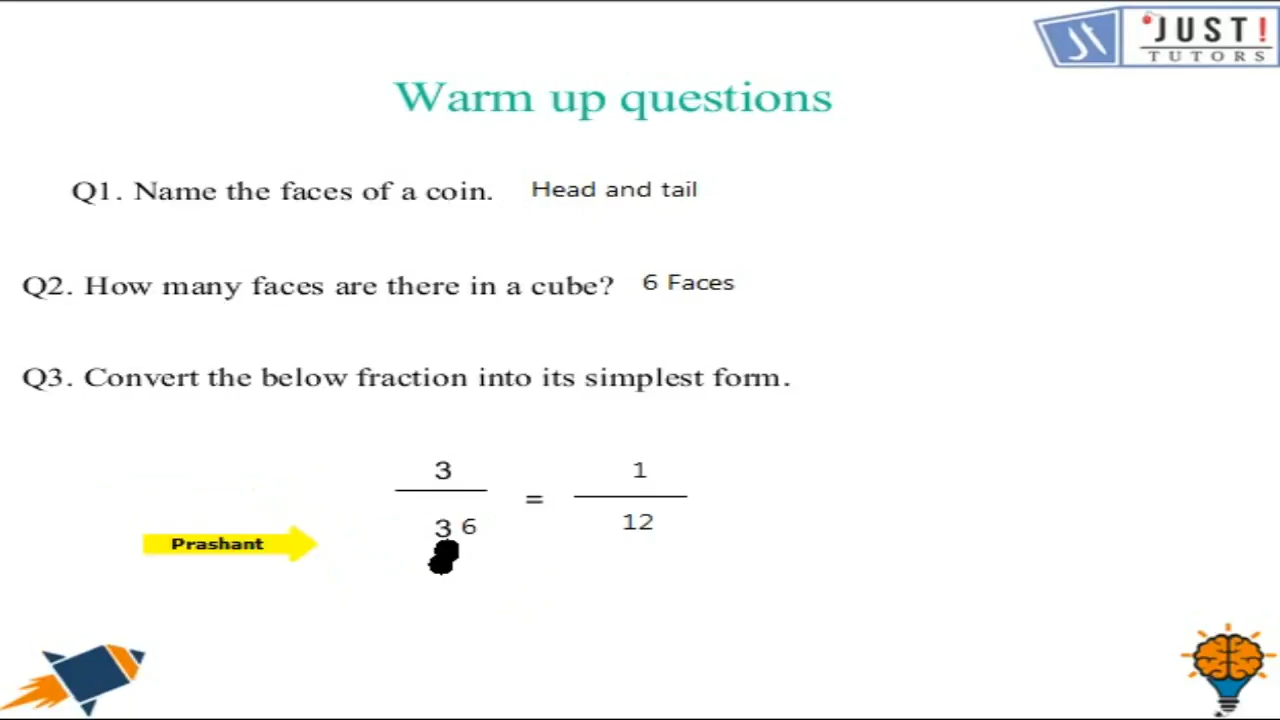 JUST!
TUTORS
Warm up questions
Q1. Name the faces of a coin. Head and tail
Q2. How many faces are there in a cube? 6 Faces
Q3. Convert the below fraction into its simplest form.
3
36
=
1
12
Prashant